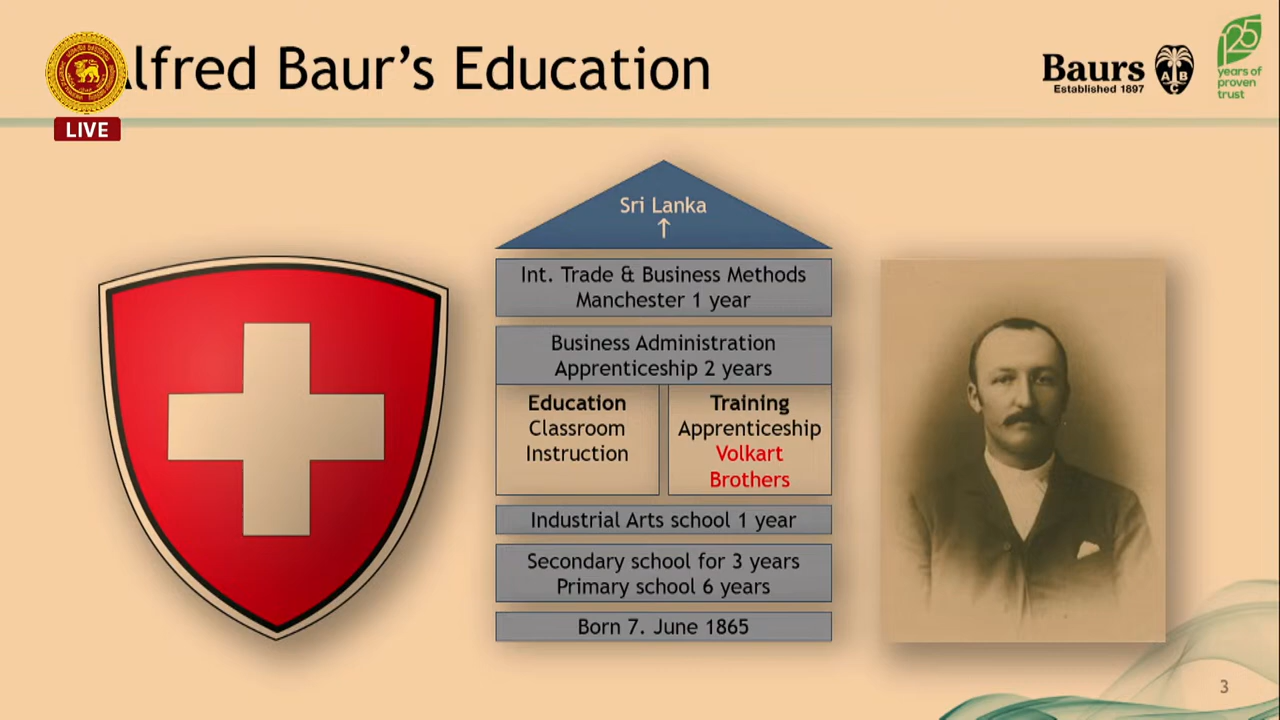 lfred Baur's Education
LIVE
Baurs
Established 1897
A B
C
125
years of
proven
trust
Sri Lanka
↑
Int. Trade & Business Methods
Manchester 1 year
Business Administration
Apprenticeship 2 years
Education
Classroom
Instruction
Training
Apprenticeship
Volkart
Brothers
Industrial Arts school 1 year
Secondary school for 3 years
Primary school 6 years
Born 7. June 1865
3